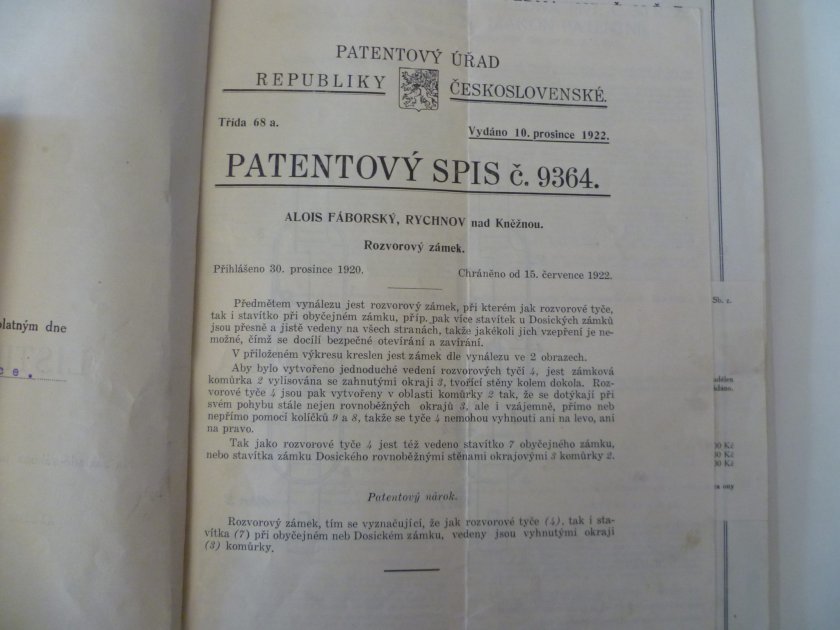 PATENTOVÝ ÚŘAD
REPUBLIKY ČESKOSLOVENSKÉ.
Třída 68 a.
Vydáno 10. prosince 1922.
PATENTOVÝ SPIS č. 9364.
ALOIS FÁBORSKÝ, RYCHNOV nad Kněžnou.
Rozvorový zámek.
Přihlášeno 30. prosince 1920.
Chráněno od 15. července 1922.
Předmětem vynálezu jest rozvorový zámek, při kterém jak rozvorové tyče,
tak i stavítko při obyčejném zámku, příp. pak více stavítek u Dosických zámků
jsou přesně a jistě vedeny na všech stranách, takže jakékoli jich vzepření je ne-
možné, čímž se docílí bezpečné otevírání a zavírání.
V přiloženém výkresu kreslen jest zámek dle vynálezu ve 2 obrazech.
Aby bylo vytvořeno jednoduché vedení rozvorových tyčí 4, jest zámková
komůrka 2 vylisována se zahnutými okraji 3, tvořící stěny kolem dokola. Roz-
vorové tyče 4 jsou pak vytvořeny v oblasti komůrky 2 tak, že se dotýkají při
svém pohybu stále nejen rovnoběžných okrajů 3, ale i vzájemně, přímo neb
nepřímo pomocí kolíčků 9 a 8, takže se tyče 4 nemohou vyhnouti ani na levo, ani
na pravo.
Tak jako rozvorové tyče 4 jest též vedeno stavítko 7 obyčejného zámku,
nebo stavítka zámku Dosického rovnoběžnými stěnami okrajovými 3 komůrky 2.
Patentový nárok.
Rozvorový zámek, tím se vyznačující, že jak rozvorové tyče (4), tak i sta-
vítka (7) při obyčejném neb Dosickém zámku, vedeny jsou vyhnutými okraji
(3) komůrky.
platným dne
ce.
Sb. z.
Kč
30 Kč
30 Kč
ony